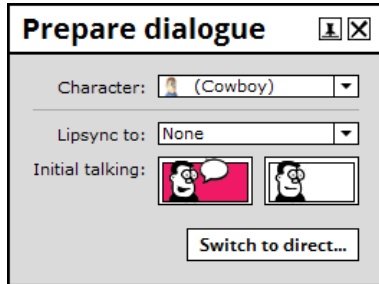 Prepare dialogue
Character: (Cowboy)
Lipsync to: None
Initial talking:
Switch to direct...